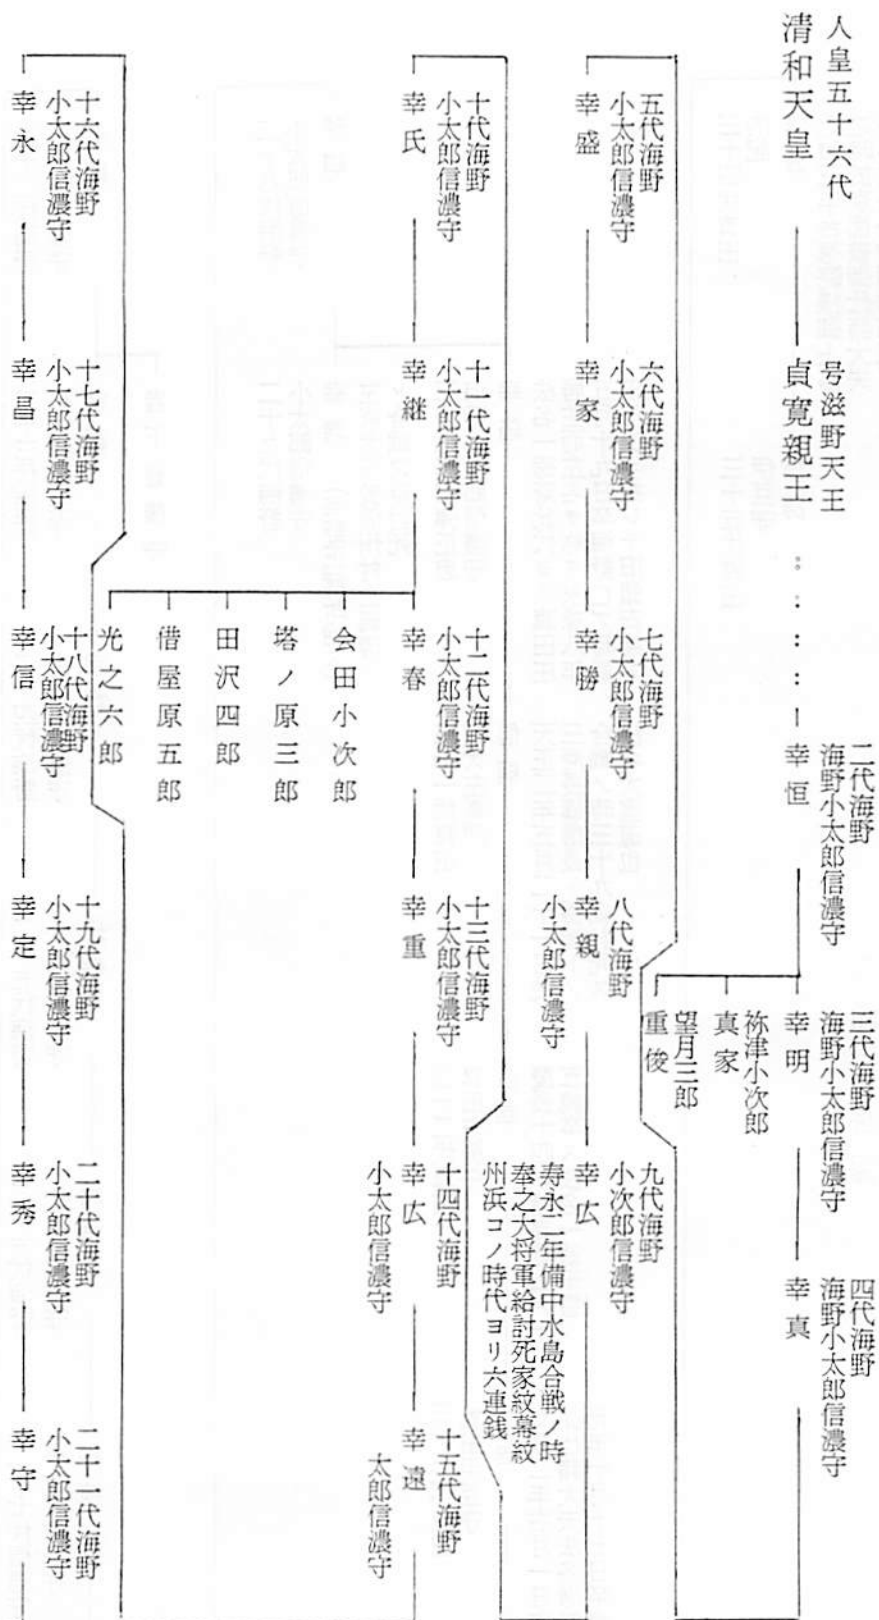 人皇五十六代
清和天皇
号滋野天王
貞寛親王
二代海野
海野小太郎信濃守
幸恒
三代海野
海野小太郎信濃守
幸明
祢津小次郎
真家
望月三郎
重俊
四代海野
海野小太郎信濃守
幸真
五代海野
小太郎信濃守
幸盛
六代海野
小太郎信濃守
幸家
七代海野
小太郎信濃守
幸勝
八代海野
幸親
小太郎信濃守
九代海野
小次郎信濃守
幸広
寿永二年備中水島合戦ノ時
奉之大将軍給討死家紋幕紋
州浜コノ時代ヨリ六連銭
十代海野
小太郎信濃守
幸氏
十一代海野
小太郎信濃守
幸継
十二代海野
小太郎信濃守
幸春
会田小次郎
塔ノ原三郎
田沢四郎
借屋原五郎
光之六郎
十三代海野
小太郎信濃守
幸重
十四代海野
幸広
小太郎信濃守
十五代海野
幸遠
太郎信濃守
十六代海野
小太郎信濃守
幸永
十七代海野
小太郎信濃守
幸昌
十八代海野
小太郎信濃守
幸信
十九代海野
小太郎信濃守
幸定
二十代海野
小太郎信濃守
幸秀
二十一代海野
小太郎信濃守
幸守